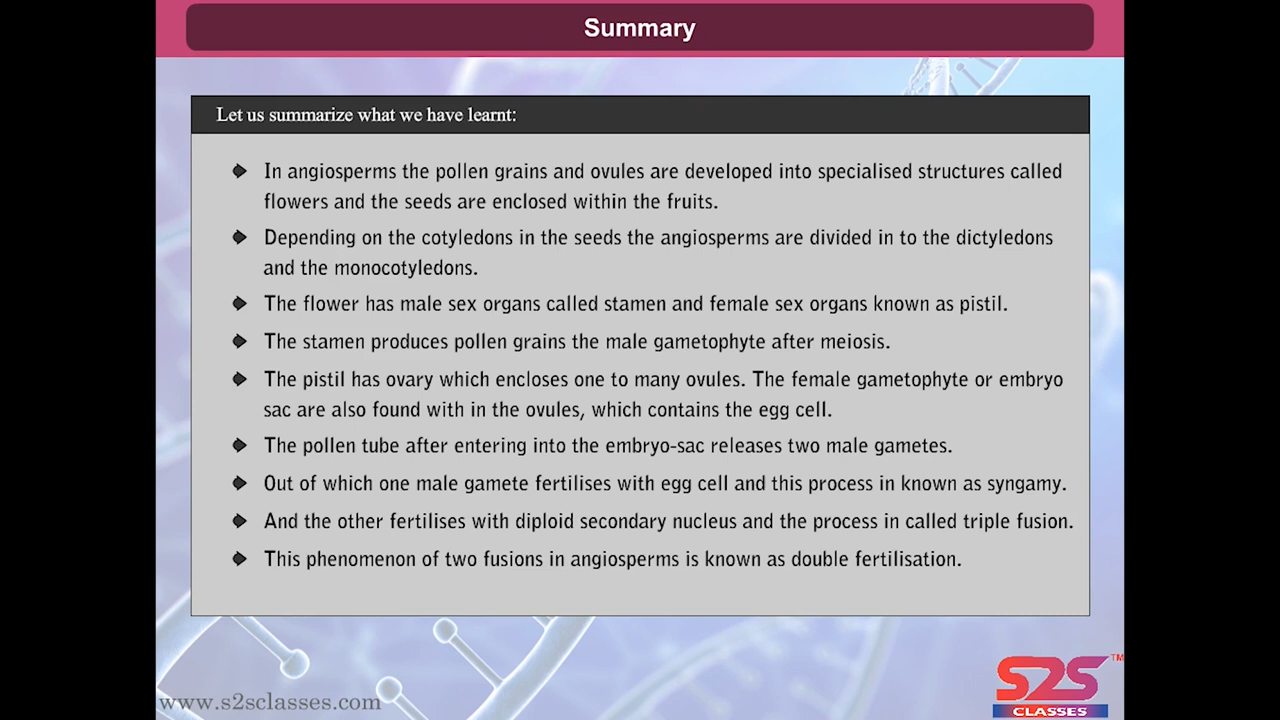 Summary
Let us summarize what we have learnt:
In angiosperms the pollen grains and ovules are developed into specialised structures called
flowers and the seeds are enclosed within the fruits.
Depending on the cotyledons in the seeds the angiosperms are divided in to the dictyledons
and the monocotyledons.
The flower has male sex organs called stamen and female sex organs known as pistil.
The stamen produces pollen grains the male gametophyte after meiosis.
The pistil has ovary which encloses one to many ovules. The female gametophyte or embryo
sac are also found with in the ovules, which contains the egg cell.
The pollen tube after entering into the embryo-sac releases two male gametes.
Out of which one male gamete fertilises with egg cell and this process in known as syngamy.
And the other fertilises with diploid secondary nucleus and the process in called triple fusion.
This phenomenon of two fusions in angiosperms is known as double fertilisation.
www.s2sclasses.com
S2S TM
CLASSES